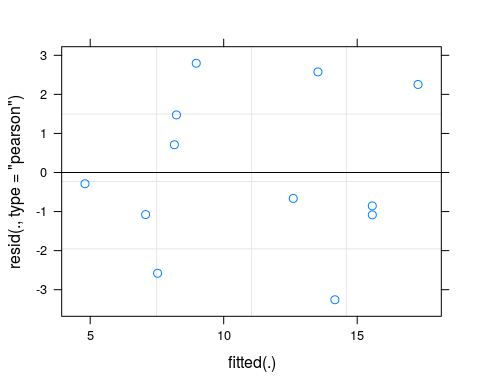 3
2
1
0
-1
-2
-3
resid(., type = "pearson")
5 10 15
fitted(.)